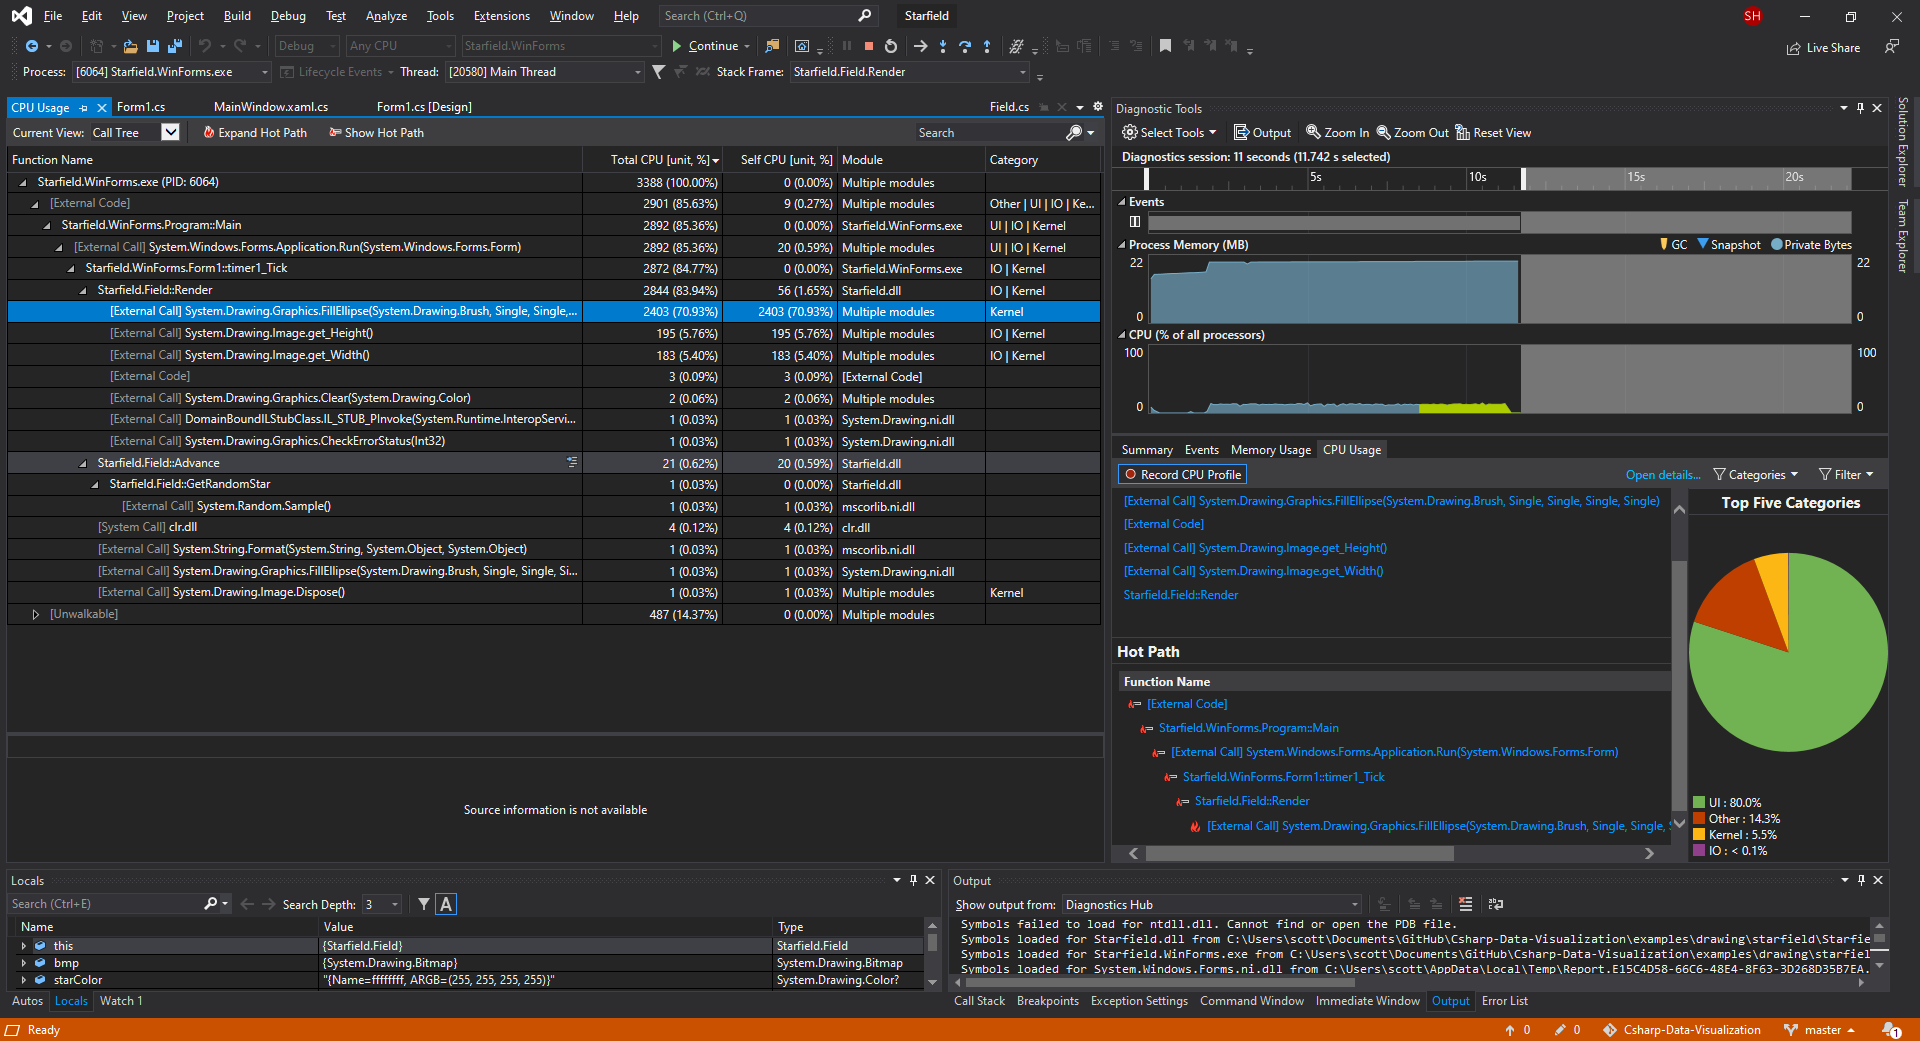 File Edit View Project Build Debug Test Analyze Tools Extensions Window Help Search (Ctrl+Q) Starfield SH
Debug Any CPU Starfield.WinForms Continue Live Share
Process: [6064] Starfield.WinForms.exe Lifecycle Events Thread: [20580] Main Thread Stack Frame: Starfield.Field.Render
CPU Usage Form1.cs MainWindow.xaml.cs Form1.cs [Design] Field.cs
Current View: Call Tree Expand Hot Path Show Hot Path Search
Function Name Total CPU [unit, %] Self CPU [unit, %] Module Category
Starfield.WinForms.exe (PID: 6064) 3388 (100.00%) 0 (0.00%) Multiple modules
[External Code] 2901 (85.63%) 9 (0.27%) Multiple modules Other | UI | IO | Ke...
Starfield.WinForms.Program::Main 2892 (85.36%) 0 (0.00%) Starfield.WinForms.exe UI | IO | Kernel
[External Call] System.Windows.Forms.Application.Run(System.Windows.Forms.Form) 2892 (85.36%) 20 (0.59%) Multiple modules UI | IO | Kernel
Starfield.WinForms.Form1::timer1_Tick 2872 (84.77%) 0 (0.00%) Starfield.WinForms.exe IO | Kernel
Starfield.Field::Render 2844 (83.94%) 56 (1.65%) Starfield.dll IO | Kernel
[External Call] System.Drawing.Graphics.FillEllipse(System.Drawing.Brush, Single, Single,... 2403 (70.93%) 2403 (70.93%) Multiple modules Kernel
[External Call] System.Drawing.Image.get_Height() 195 (5.76%) 195 (5.76%) Multiple modules IO | Kernel
[External Call] System.Drawing.Image.get_Width() 183 (5.40%) 183 (5.40%) Multiple modules IO | Kernel
[External Code] 3 (0.09%) 3 (0.09%) [External Code]
[External Call] System.Drawing.Graphics.Clear(System.Drawing.Color) 2 (0.06%) 2 (0.06%) Multiple modules
[External Call] DomainBoundILStubClass.IL_STUB_PInvoke(System.Runtime.InteropServi... 1 (0.03%) 1 (0.03%) System.Drawing.ni.dll
[External Call] System.Drawing.Graphics.CheckErrorStatus(Int32) 1 (0.03%) 1 (0.03%) System.Drawing.ni.dll
Starfield.Field::Advance 21 (0.62%) 20 (0.59%) Starfield.dll
Starfield.Field::GetRandomStar 1 (0.03%) 0 (0.00%) Starfield.dll
[External Call] System.Random.Sample() 1 (0.03%) 1 (0.03%) mscorlib.ni.dll
[System Call] clr.dll 4 (0.12%) 4 (0.12%) clr.dll
[External Call] System.String.Format(System.String, System.Object, System.Object) 1 (0.03%) 1 (0.03%) mscorlib.ni.dll
[External Call] System.Drawing.Graphics.FillEllipse(System.Drawing.Brush, Single, Single, Si... 1 (0.03%) 1 (0.03%) System.Drawing.ni.dll
[External Call] System.Drawing.Image.Dispose() 1 (0.03%) 1 (0.03%) Multiple modules Kernel
[Unwalkable] 487 (14.37%) 0 (0.00%) Multiple modules
Source information is not available
Diagnostic Tools
Select Tools Output Zoom In Zoom Out Reset View
Diagnostics session: 11 seconds (11.742 s selected)
5s 10s 15s 20s
Events
Process Memory (MB) GC Snapshot Private Bytes
22 22
0 0
CPU (% of all processors)
100 100
0 0
Summary Events Memory Usage CPU Usage
Record CPU Profile Open details... Categories Filter
[External Call] System.Drawing.Graphics.FillEllipse(System.Drawing.Brush, Single, Single, Single, Single)
[External Code]
[External Call] System.Drawing.Image.get_Height()
[External Call] System.Drawing.Image.get_Width()
Starfield.Field::Render
Hot Path
Function Name
[External Code]
Starfield.WinForms.Program::Main
[External Call] System.Windows.Forms.Application.Run(System.Windows.Forms.Form)
Starfield.WinForms.Form1::timer1_Tick
Starfield.Field::Render
[External Call] System.Drawing.Graphics.FillEllipse(System.Drawing.Brush, Single, Single, S
Top Five Categories
UI : 80.0%
Other : 14.3%
Kernel : 5.5%
IO : < 0.1%
Solution Explorer
Team Explorer
Locals
Search (Ctrl+E) Search Depth: 3 A
Name Value Type
this {Starfield.Field} Starfield.Field
bmp {System.Drawing.Bitmap} System.Drawing.Bitmap
starColor "{Name=ffffffff, ARGB=(255, 255, 255, 255)}" System.Drawing.Color?
Autos Locals Watch 1
Output
Show output from: Diagnostics Hub
Symbols failed to load for ntdll.dll. Cannot find or open the PDB file.
Symbols loaded for Starfield.dll from C:\Users\scott\Documents\GitHub\Csharp-Data-Visualization\examples\drawing\starfield\Starfie
Symbols loaded for Starfield.WinForms.exe from C:\Users\scott\Documents\GitHub\Csharp-Data-Visualization\examples\drawing\starfiel
Symbols loaded for System.Windows.Forms.ni.dll from C:\Users\scott\AppData\Local\Temp\Report.E15C4D58-66C6-48E4-8F63-3D268D35B7EA.
Call Stack Breakpoints Exception Settings Command Window Immediate Window Output Error List
Ready 0 0 Csharp-Data-Visualization master 1